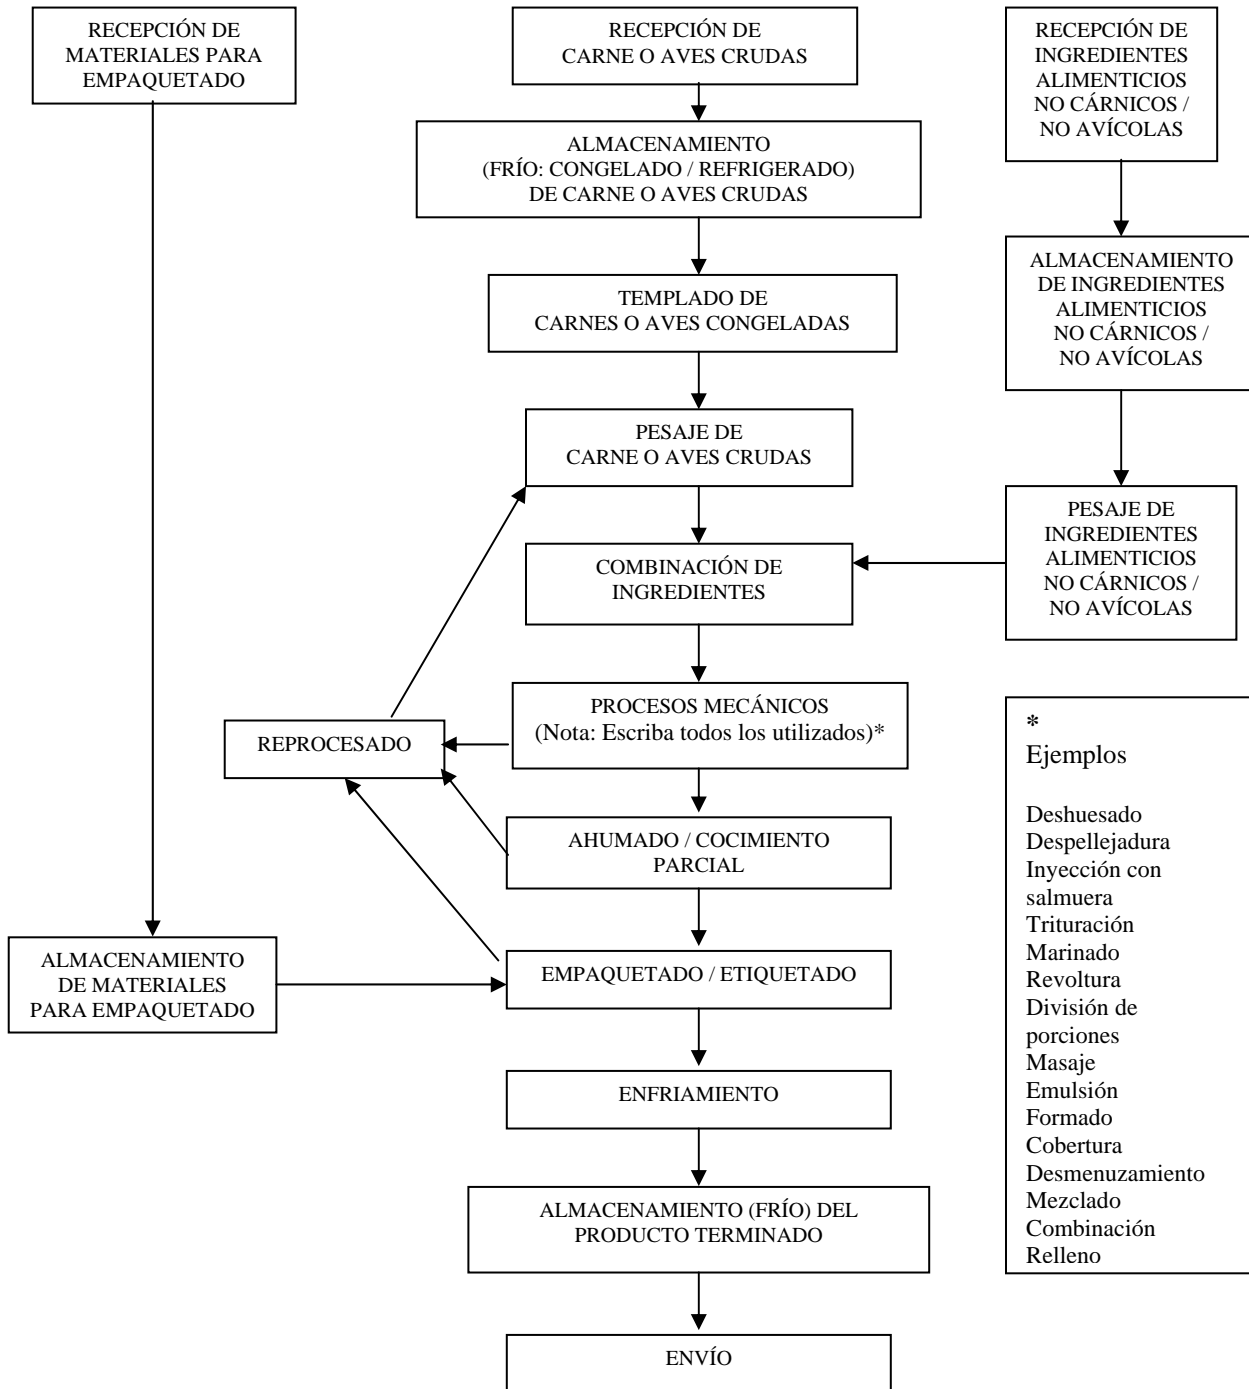 RECEPCIÓN DE
MATERIALES PARA
EMPAQUETADO
RECEPCIÓN DE
CARNE O AVES CRUDAS
RECEPCIÓN DE
INGREDIENTES
ALIMENTICIOS
NO CÁRNICOS /
NO AVÍCOLAS
ALMACENAMIENTO
(FRÍO: CONGELADO / REFRIGERADO)
DE CARNE O AVES CRUDAS
ALMACENAMIENTO
DE INGREDIENTES
ALIMENTICIOS
NO CÁRNICOS /
NO AVÍCOLAS
TEMPLADO DE
CARNES O AVES CONGELADAS
PESAJE DE
CARNE O AVES CRUDAS
PESAJE DE
INGREDIENTES
ALIMENTICIOS
NO CÁRNICOS /
NO AVÍCOLAS
COMBINACIÓN DE
INGREDIENTES
PROCESOS MECÁNICOS
(Nota: Escriba todos los utilizados)*
REPROCESADO
AHUMADO / COCIMIENTO
PARCIAL
ALMACENAMIENTO
DE MATERIALES
PARA EMPAQUETADO
EMPAQUETADO / ETIQUETADO
ENFRIAMIENTO
ALMACENAMIENTO (FRÍO) DEL
PRODUCTO TERMINADO
ENVÍO
*
Ejemplos
Deshuesado
Despellejadura
Inyección con
salmuera
Trituración
Marinado
Revoltura
División de
porciones
Masaje
Emulsión
Formado
Cobertura
Desmenuzamiento
Mezclado
Combinación
Relleno